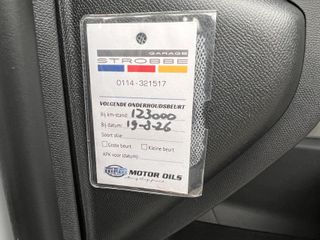 GARAGE
STROBBE
0114-321517
VOLGENDE ONDERHOUDSBEURT
Bij km-stand: 123000
Bij datum: 19-8-26
Soort olie:
Grote beurt Kleine beurt
APK voor (datum):
MOTOR OILS